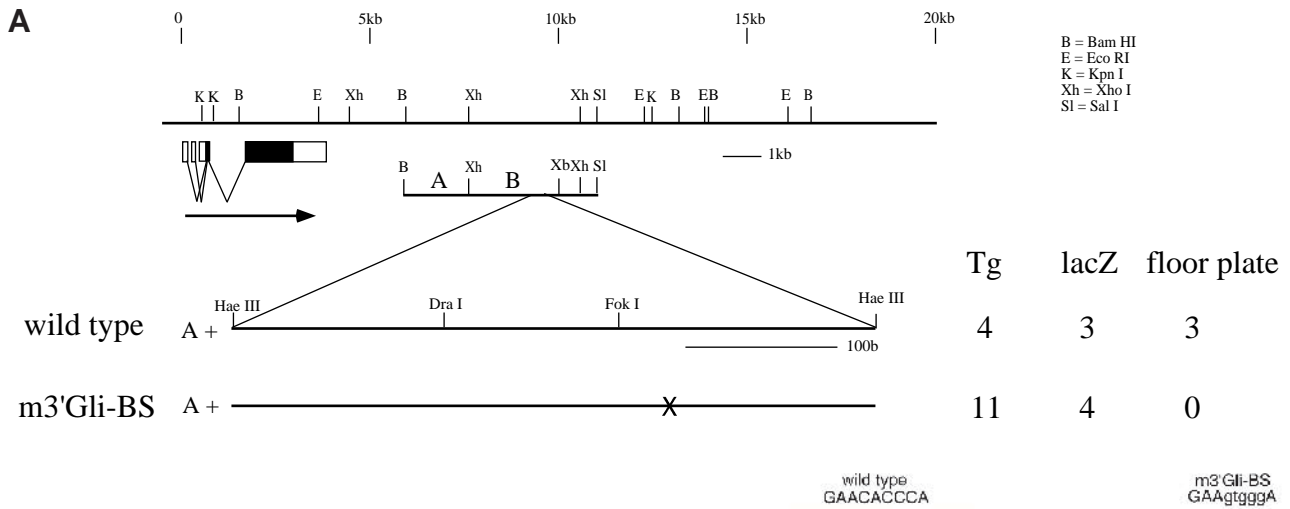 A
0 5kb 10kb 15kb 20kb
B = Bam HI
E = Eco RI
K = Kpn I
Xh = Xho I
Sl = Sal I
K K B E Xh B Xh Xh Sl E K B EB E B
1kb
B A Xh B Xb Xh Sl
Tg lacZ floor plate
Hae III Dra I Fok I Hae III
wild type A + 4 3 3
100b
m3'Gli-BS A + X 11 4 0
wild type
GAACACCCA
m3'Gli-BS
GAAgtgggA